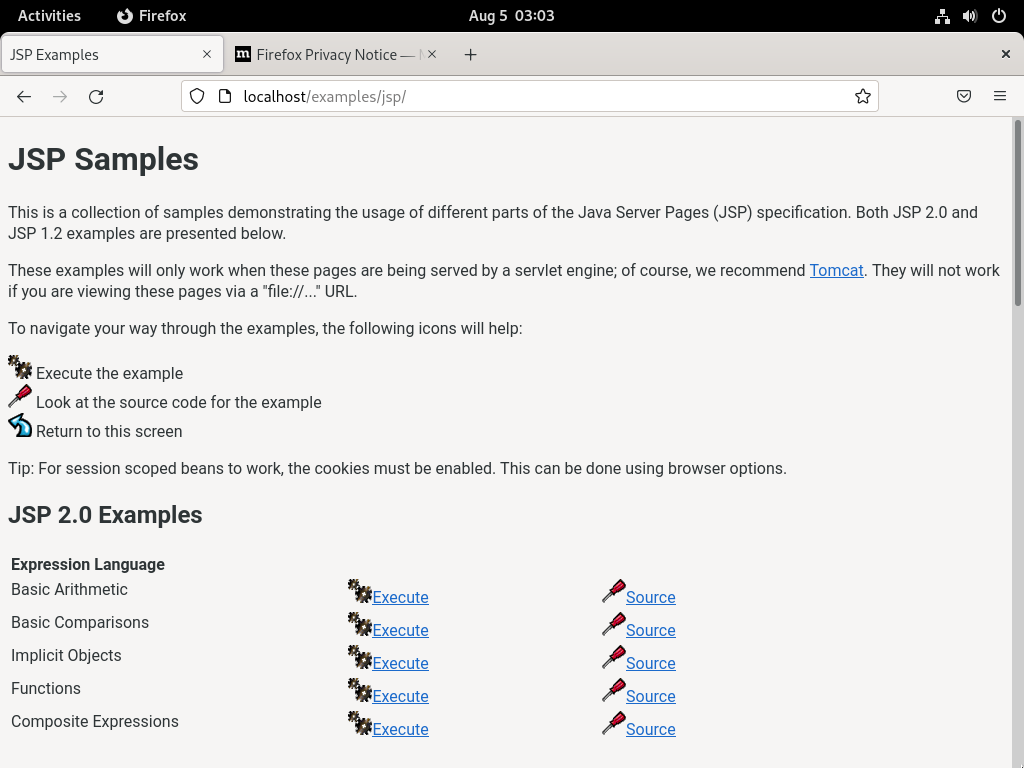 Activities
Firefox
Aug 5 03:03
JSP Examples
Firefox Privacy Notice —
localhost/examples/jsp/
JSP Samples
This is a collection of samples demonstrating the usage of different parts of the Java Server Pages (JSP) specification. Both JSP 2.0 and
JSP 1.2 examples are presented below.
These examples will only work when these pages are being served by a servlet engine; of course, we recommend Tomcat. They will not work
if you are viewing these pages via a "file://..." URL.
To navigate your way through the examples, the following icons will help:
Execute the example
Look at the source code for the example
Return to this screen
Tip: For session scoped beans to work, the cookies must be enabled. This can be done using browser options.
JSP 2.0 Examples
Expression Language
Basic Arithmetic Execute Source
Basic Comparisons Execute Source
Implicit Objects Execute Source
Functions Execute Source
Composite Expressions Execute Source